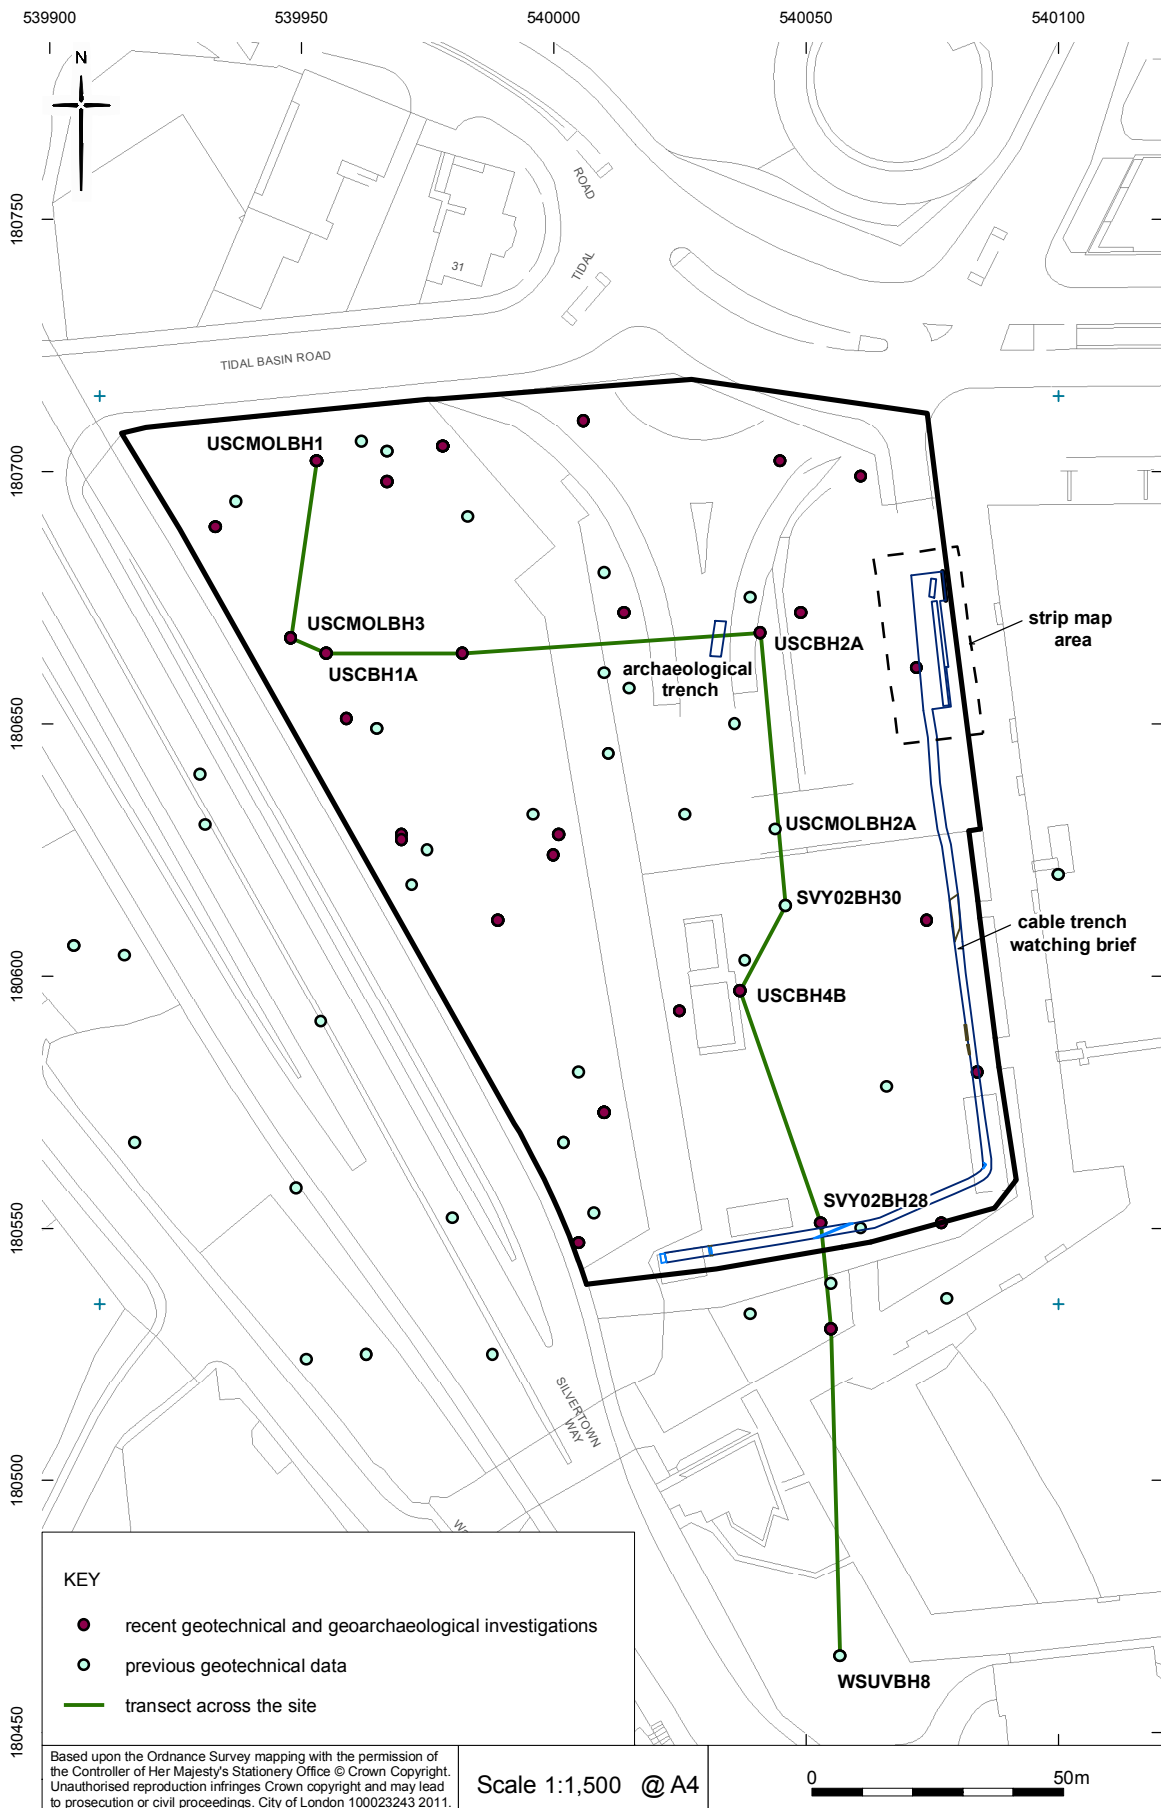 539900
539950
540000
540050
540100
N
180750
180700
180650
180600
180550
180500
180450
ROAD
TIDAL
31
TIDAL BASIN ROAD
USCMOLBH1
USCMOLBH3
USCBH1A
USCBH2A
archaeological
trench
strip map
area
USCMOLBH2A
SVY02BH30
cable trench
watching brief
USCBH4B
SVY02BH28
SILVERTOWN
WAY
WSUVBH8
KEY
recent geotechnical and geoarchaeological investigations
previous geotechnical data
transect across the site
Based upon the Ordnance Survey mapping with the permission of
the Controller of Her Majesty's Stationery Office © Crown Copyright.
Unauthorised reproduction infringes Crown copyright and may lead
to prosecution or civil proceedings. City of London 100023243 2011.
Scale 1:1,500 @ A4
0
50m